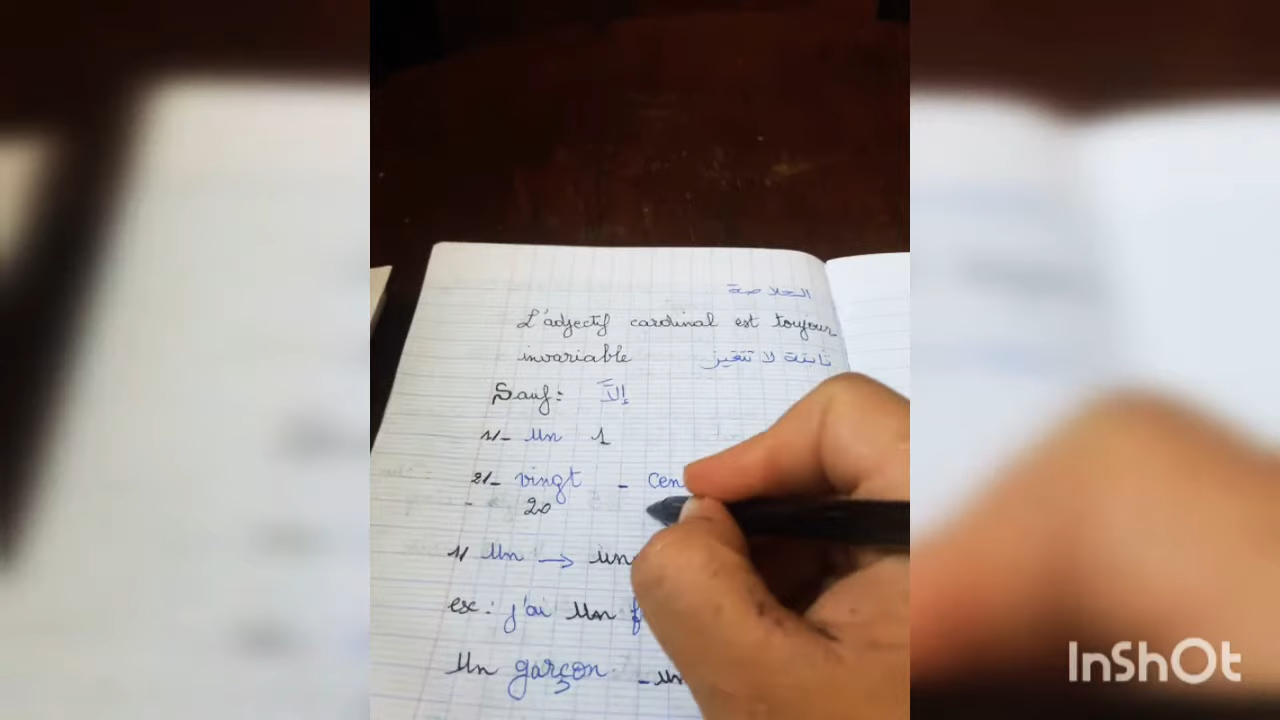 الخلاصة
L'adjectif cardinal est toujour
invariable ثابتة لا تتغير
Sauf: إلاَّ
1/- Un 1
2/- vingt - cen
20
1/ Un → un
ex: j'ai Un f
Un garçon - un
InShOt